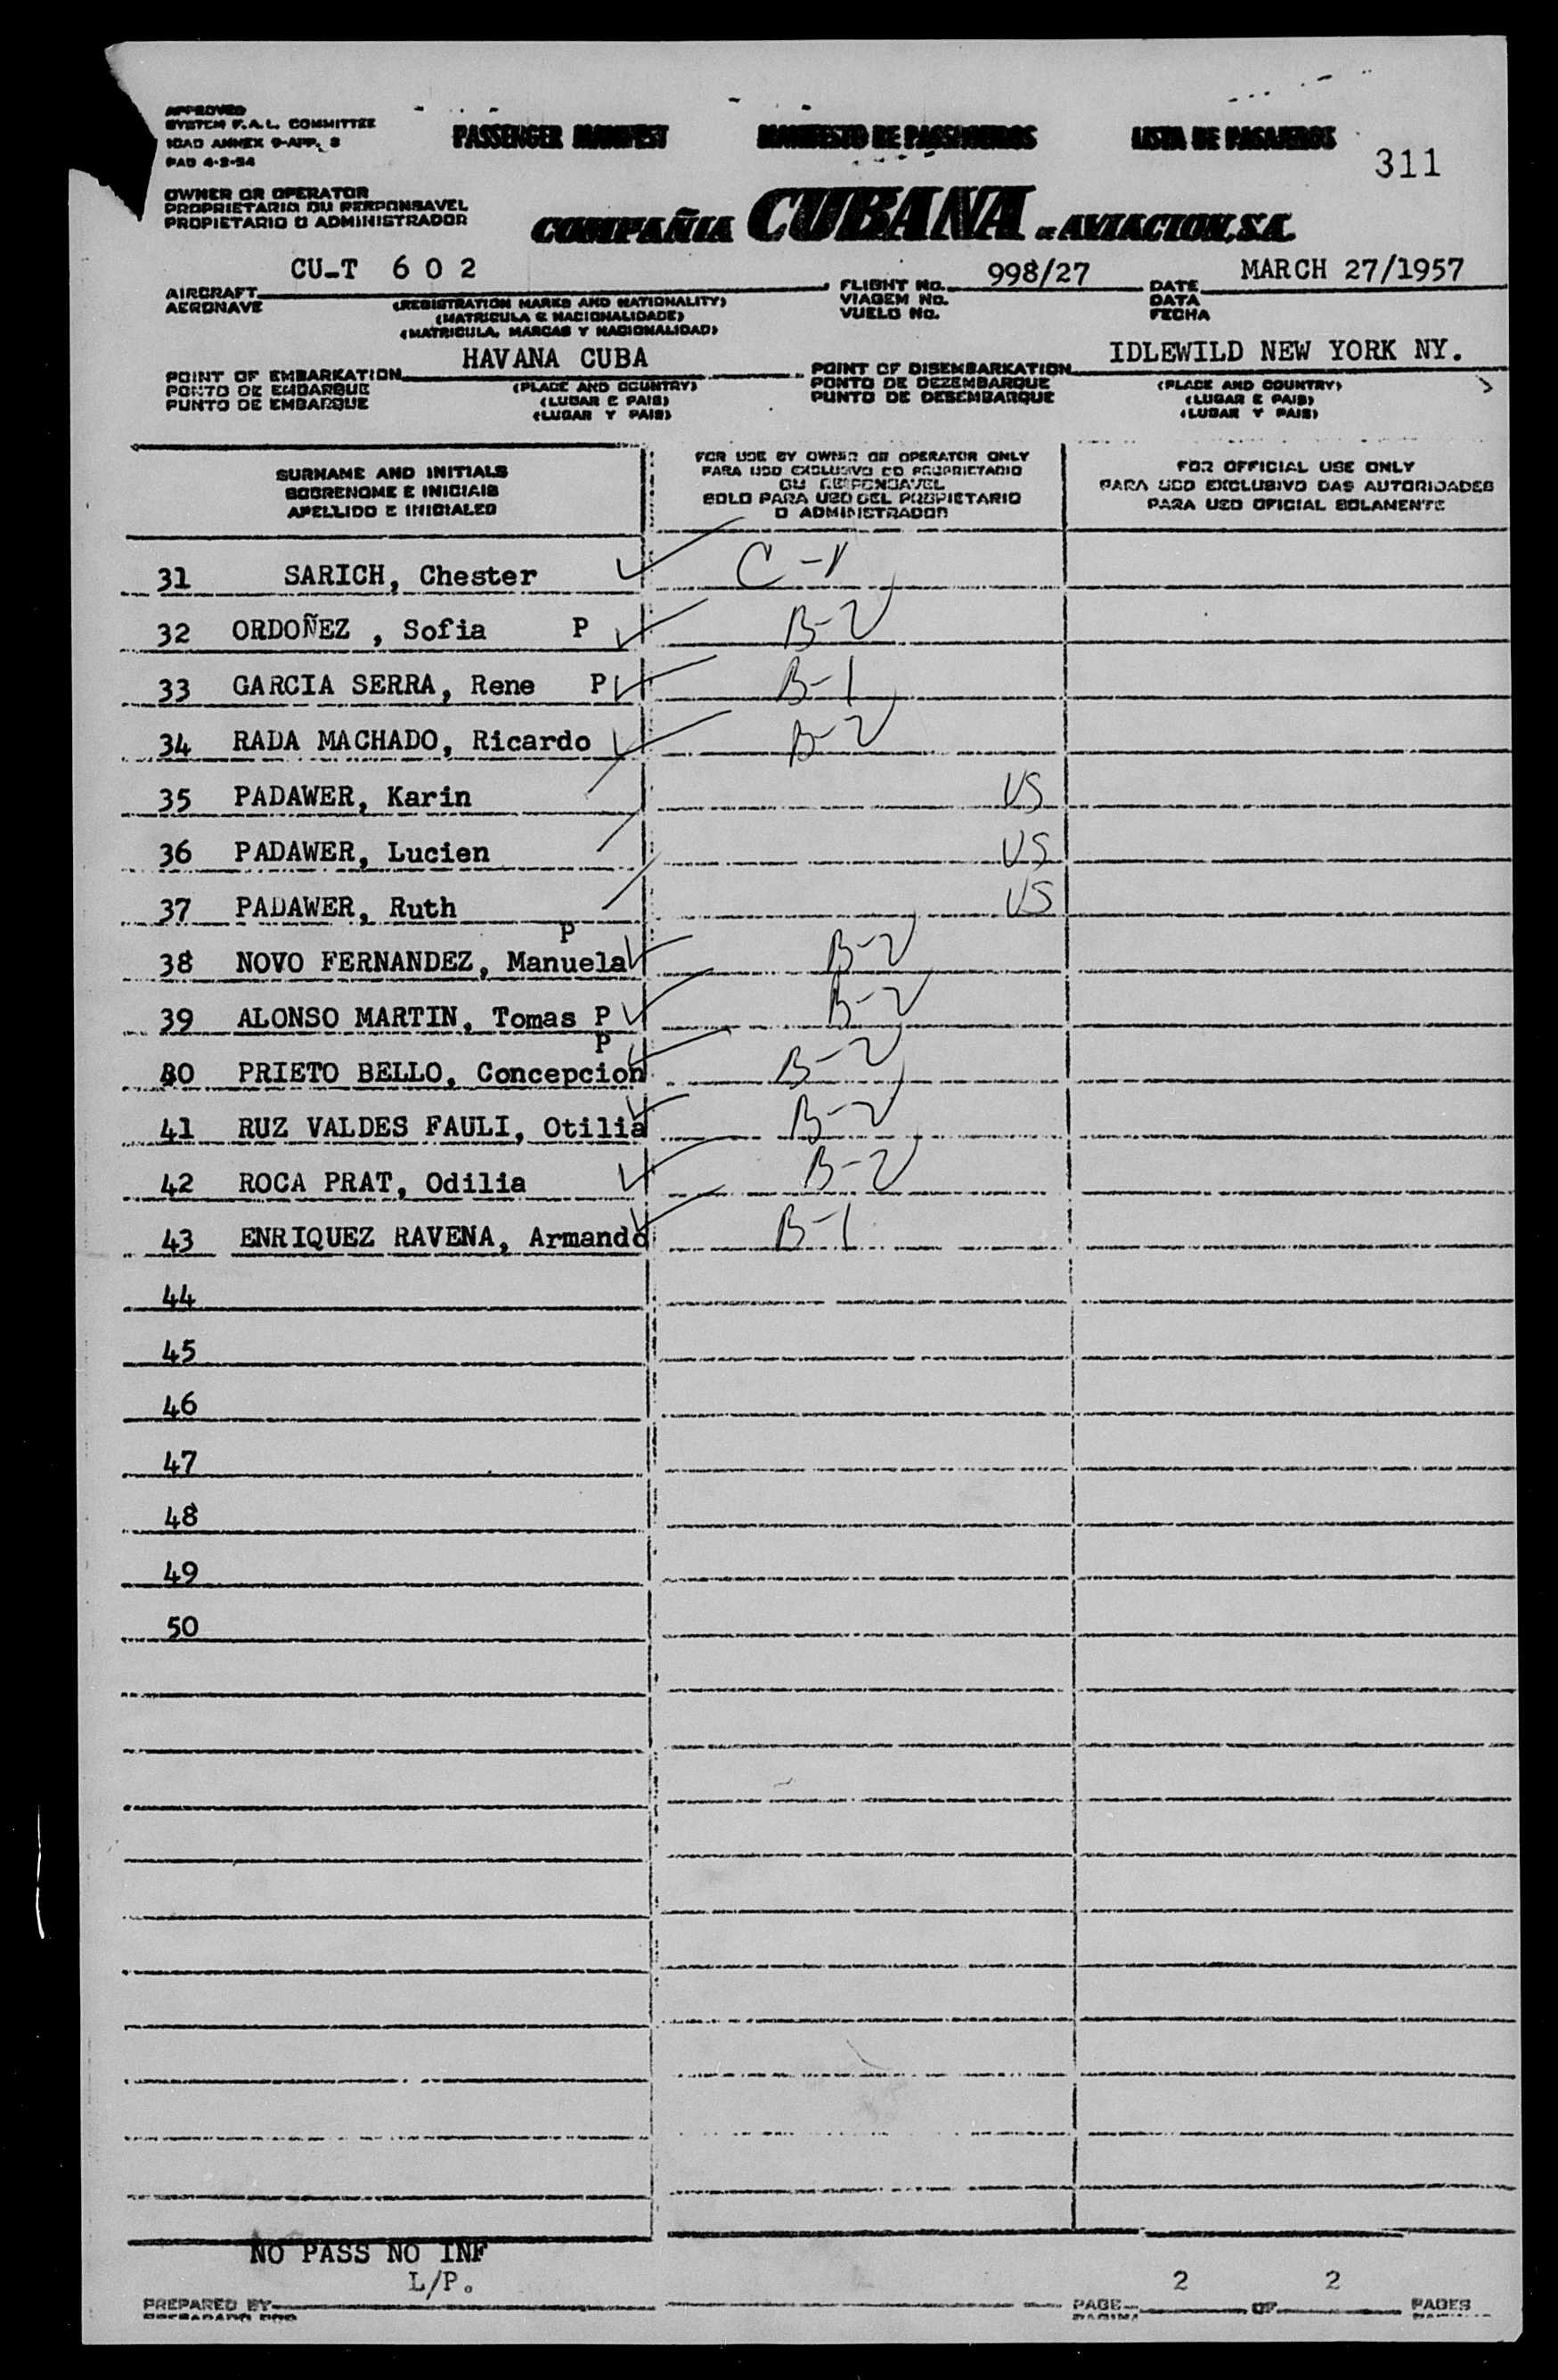 APPROVED
SYSTEM F.A.L. COMMITTEE
ICAO ANNEX 9-APP. 3
PAD 4-2-54
PASSENGER MANIFEST MANIFESTO DE PASSAGEIROS LISTA DE PASAJEROS
311
OWNER OR OPERATOR
PROPRIETARIO OU RESPONSAVEL
PROPIETARIO O ADMINISTRADOR
COMPAÑIA CUBANA DE AVIACION, S.A.
AIRCRAFT CU-T 6 0 2 FLIGHT No. 998/27 DATE MARCH 27/1957
AERONAVE (REGISTRATION MARKS AND NATIONALITY) VIAGEM No. DATA
(MATRICULA E NACIONALIDADE) VUELO No. FECHA
(MATRICULA, MARCAS Y NACIONALIDAD)
POINT OF EMBARKATION HAVANA CUBA POINT OF DISEMBARKATION IDLEWILD NEW YORK NY.
PONTO DE EMBARQUE (PLACE AND COUNTRY) PONTO DE DEZEMBARQUE (PLACE AND COUNTRY)
PUNTO DE EMBARQUE (LUGAR E PAIS) PUNTO DE DESEMBARQUE (LUGAR E PAIS)
(LUGAR Y PAIS) (LUGAR Y PAIS)
SURNAME AND INITIALS
SOBRENOME E INICIAIS
APELLIDO E INICIALES
FOR USE BY OWNER OR OPERATOR ONLY
PARA USO EXCLUSIVO DO PROPRIETARIO
OU RESPONSAVEL
SOLO PARA USO DEL PROPIETARIO
O ADMINISTRADOR
FOR OFFICIAL USE ONLY
PARA USO EXCLUSIVO DAS AUTORIDADES
PARA USO OFICIAL SOLAMENTE
31 SARICH, Chester C-1
32 ORDOÑEZ , Sofia P B-2
33 GARCIA SERRA, Rene P B-1
34 RADA MACHADO, Ricardo B-2
35 PADAWER, Karin US
36 PADAWER, Lucien US
37 PADAWER, Ruth US
38 NOVO FERNANDEZ, Manuela P B-2
39 ALONSO MARTIN, Tomas P B-2
40 PRIETO BELLO, Concepcion P B-2
41 RUZ VALDES FAULI, Otilia B-2
42 ROCA PRAT, Odilia B-2
43 ENRIQUEZ RAVENA, Armando B-1
44
45
46
47
48
49
50
NO PASS NO INF
L/P.
PREPARED BY PAGE 2 OF 2 PAGES